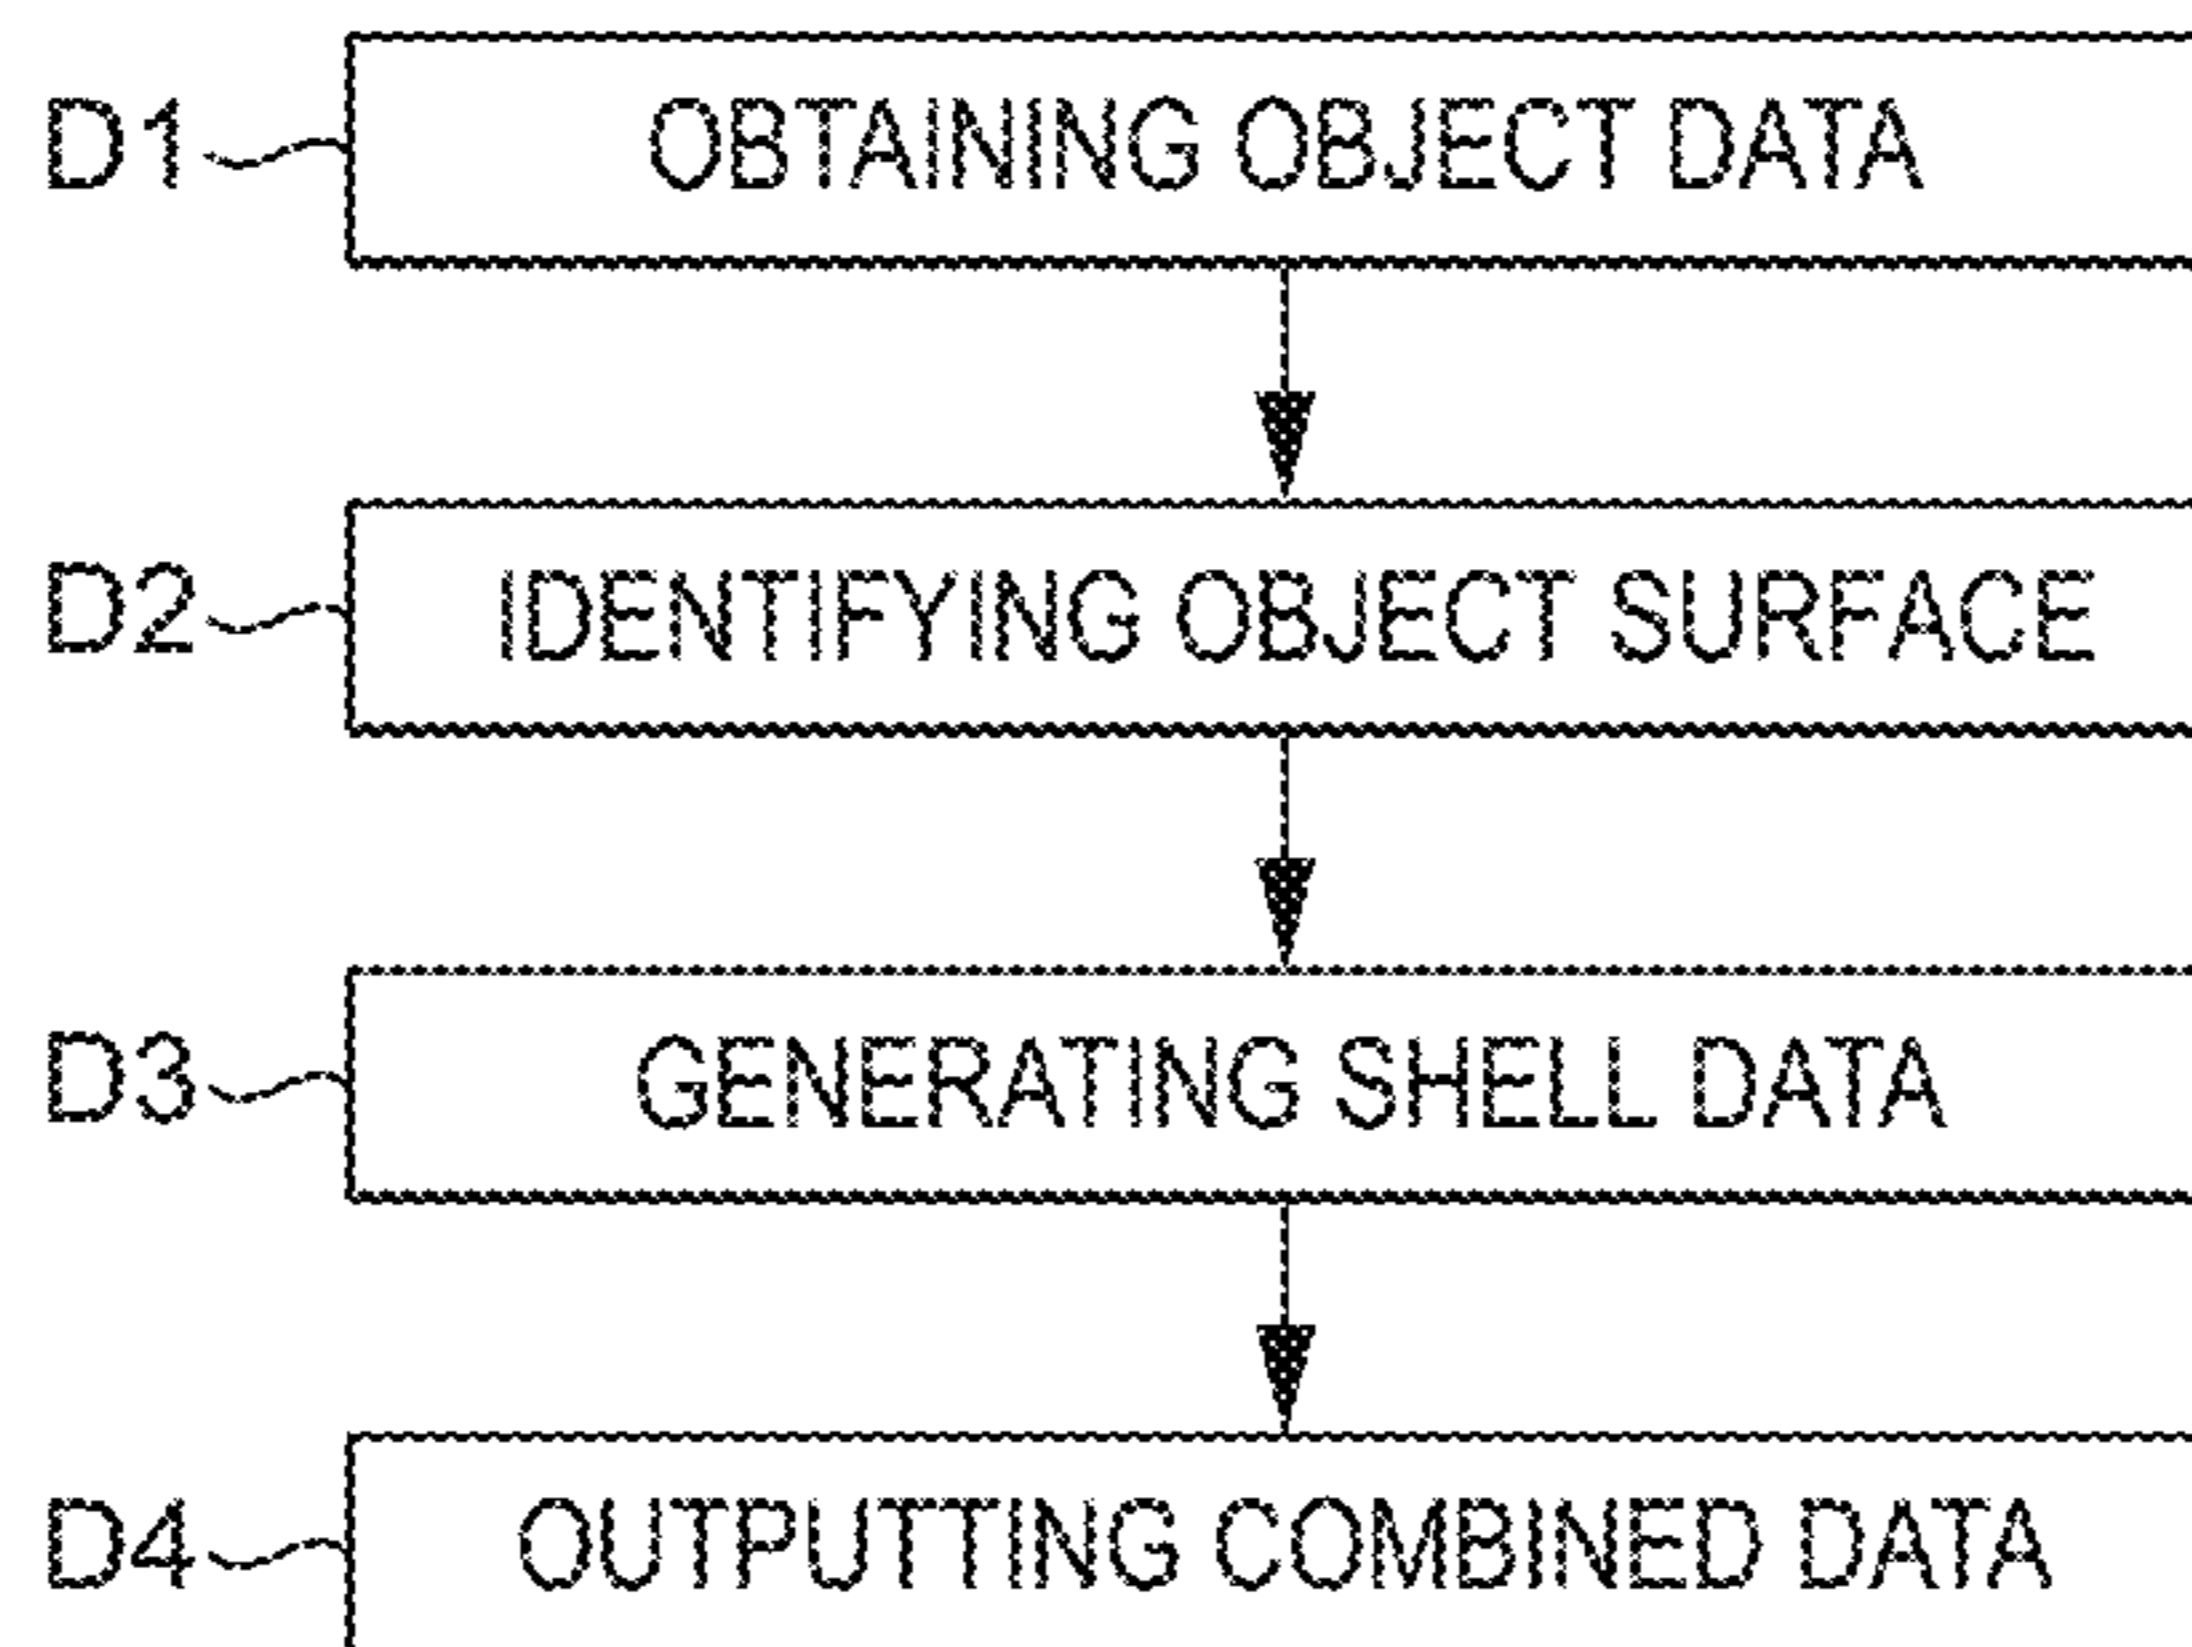 D1 OBTAINING OBJECT DATA
D2 IDENTIFYING OBJECT SURFACE
D3 GENERATING SHELL DATA
D4 OUTPUTTING COMBINED DATA